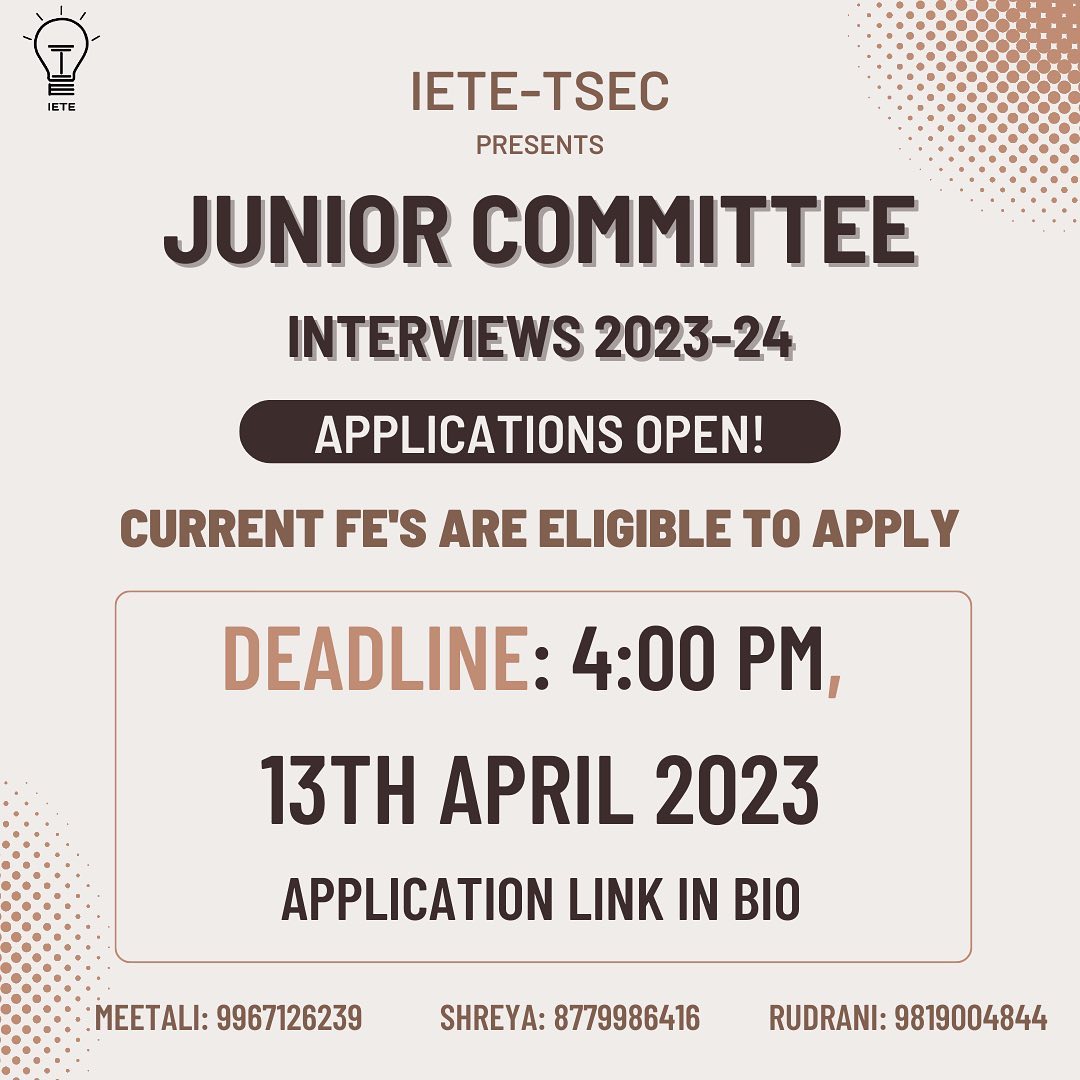 IETE
IETE-TSEC
PRESENTS
JUNIOR COMMITTEE
INTERVIEWS 2023-24
APPLICATIONS OPEN!
CURRENT FE'S ARE ELIGIBLE TO APPLY
DEADLINE: 4:00 PM,
13TH APRIL 2023
APPLICATION LINK IN BIO
MEETALI: 9967126239 SHREYA: 8779986416 RUDRANI: 9819004844